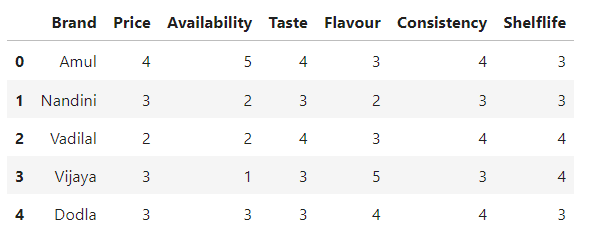 Brand Price Availability Taste Flavour Consistency Shelflife
0 Amul 4 5 4 3 4 3
1 Nandini 3 2 3 2 3 3
2 Vadilal 2 2 4 3 4 4
3 Vijaya 3 1 3 5 3 4
4 Dodla 3 3 3 4 4 3